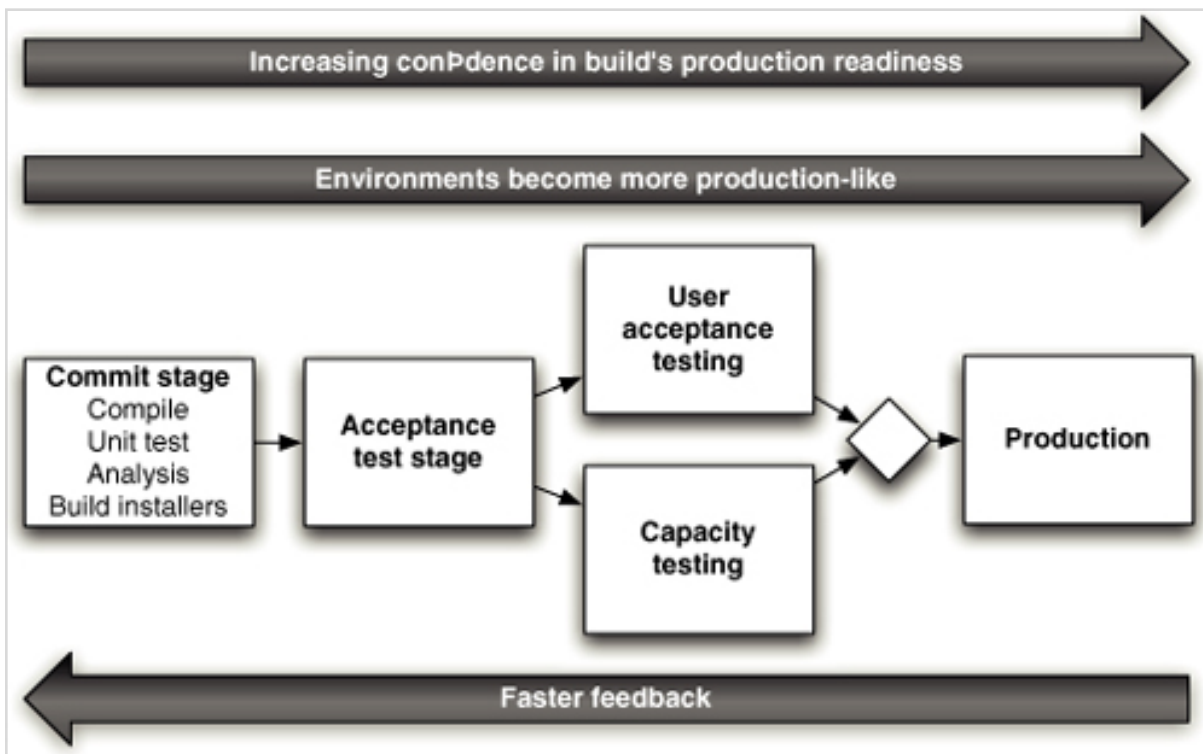 Increasing conÞdence in build's production readiness
Environments become more production-like
Commit stage
Compile
Unit test
Analysis
Build installers
Acceptance
test stage
User
acceptance
testing
Capacity
testing
Production
Faster feedback